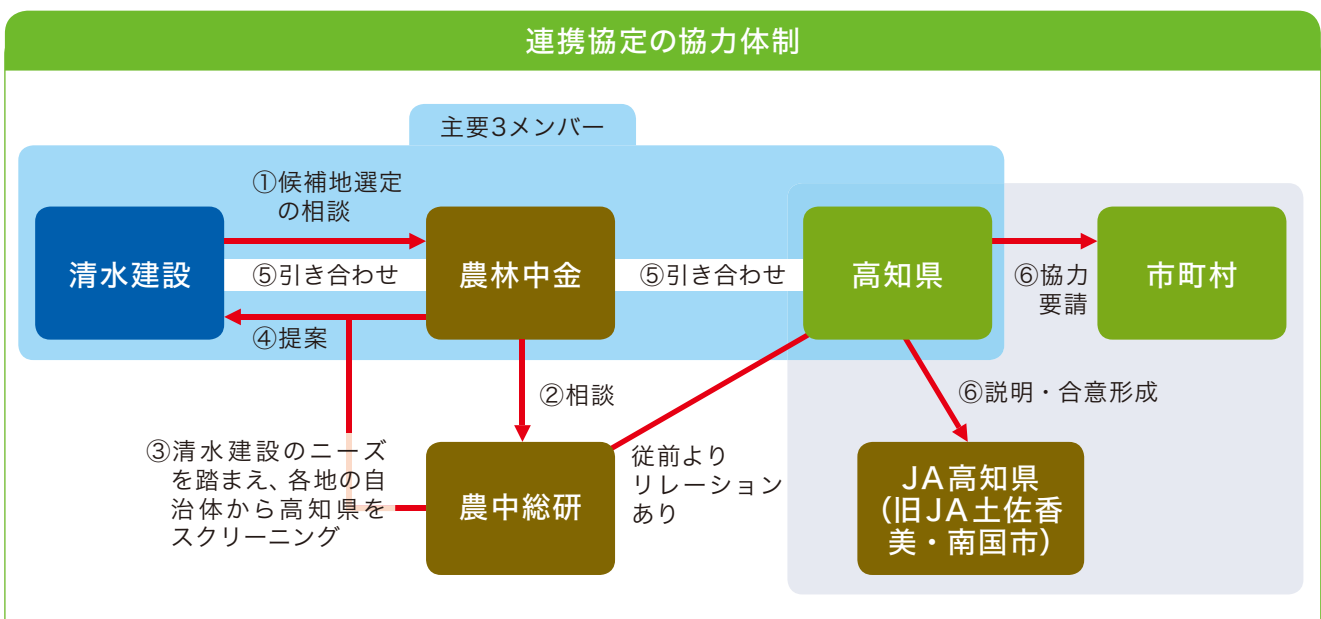 連携協定の協力体制
主要3メンバー
①候補地選定
の相談
清水建設
⑤引き合わせ
農林中金
⑤引き合わせ
高知県
⑥協力
要請
市町村
④提案
②相談
⑥説明・合意形成
③清水建設のニーズ
を踏まえ、各地の自
治体から高知県を
スクリーニング
農中総研
従前より
リレーション
あり
JA高知県
(旧JA土佐香
美・南国市)